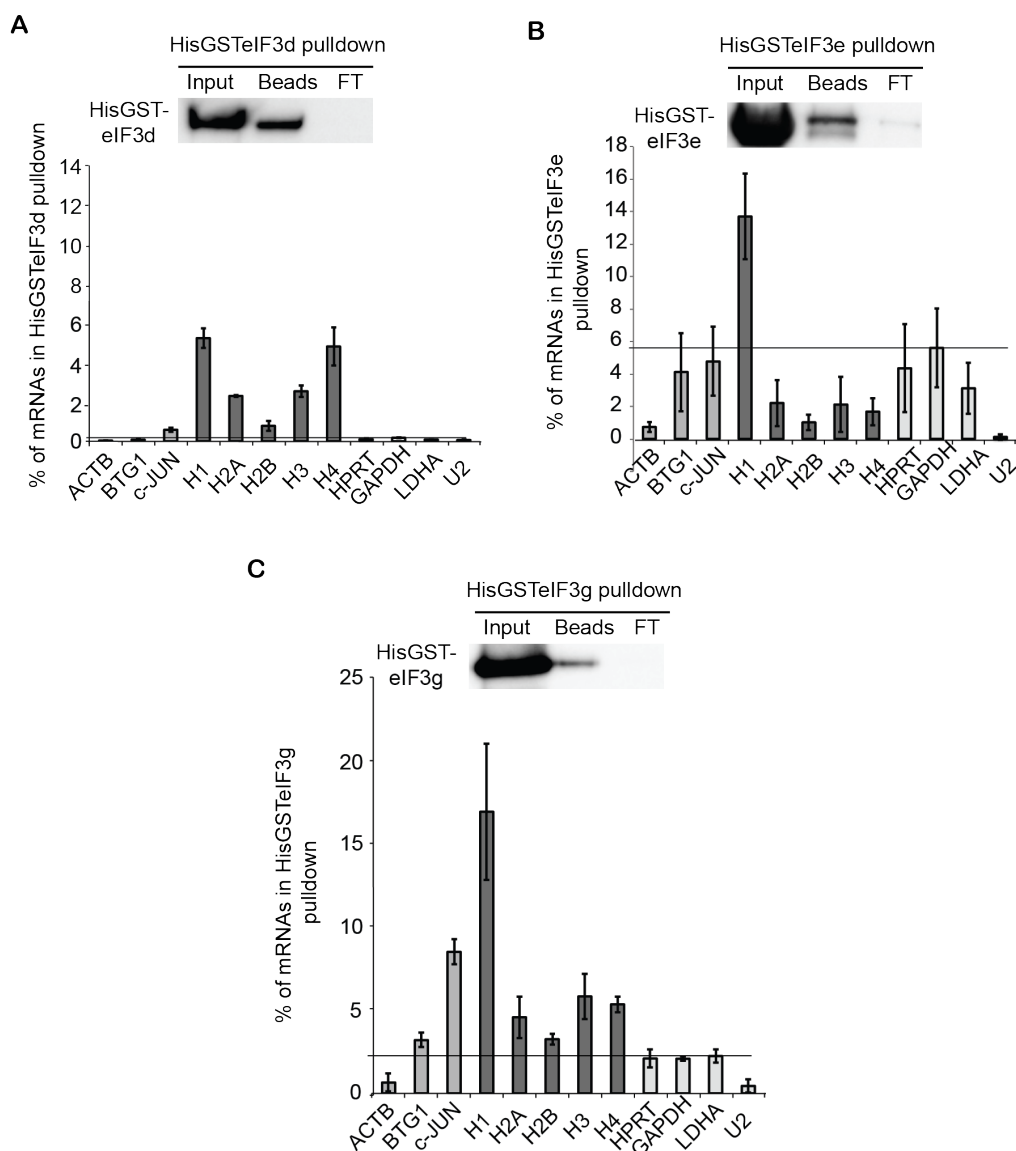 A
HisGSTeIF3d pulldown
Input Beads FT
HisGST-
eIF3d
% of mRNAs in HisGSTeIF3d pulldown
14
12
10
8
6
4
2
0
ACTB BTG1 c-JUN H1 H2A H2B H3 H4 HPRT GAPDH LDHA U2
B
HisGSTeIF3e pulldown
Input Beads FT
HisGST-
eIF3e
% of mRNAs in HisGSTeIF3e
pulldown
18
16
14
12
10
8
6
4
2
0
ACTB BTG1 c-JUN H1 H2A H2B H3 H4 HPRT GAPDH LDHA U2
C
HisGSTeIF3g pulldown
Input Beads FT
HisGST-
eIF3g
% of mRNAs in HisGSTeIF3g
pulldown
25
20
15
10
5
0
ACTB BTG1 c-JUN H1 H2A H2B H3 H4 HPRT GAPDH LDHA U2